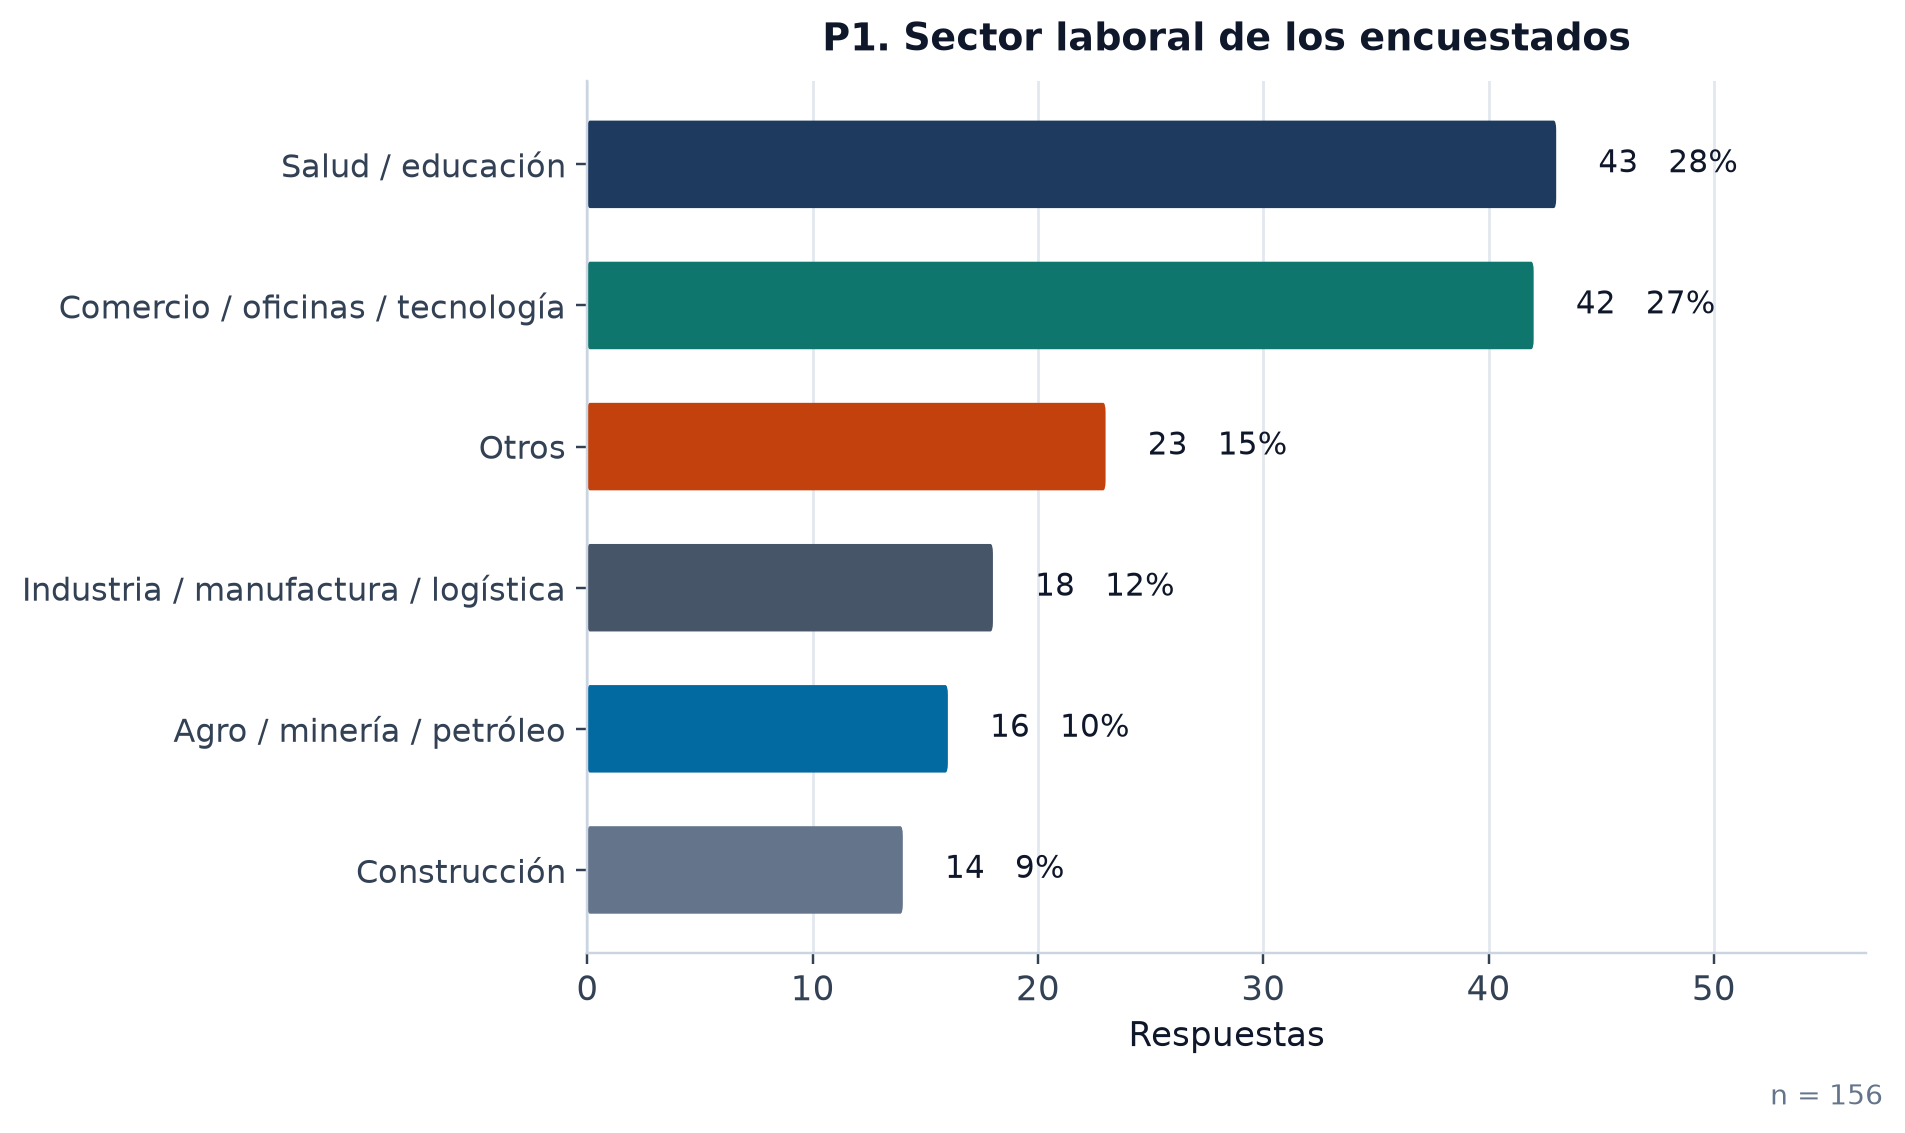 P1. Sector laboral de los encuestados
Salud / educación 43 28%
Comercio / oficinas / tecnología 42 27%
Otros 23 15%
Industria / manufactura / logística 18 12%
Agro / minería / petróleo 16 10%
Construcción 14 9%
0 10 20 30 40 50
Respuestas
n = 156